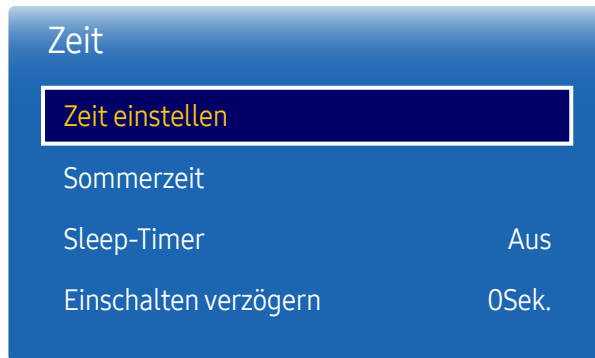 Zeit
Zeit einstellen
Sommerzeit
Sleep-Timer Aus
Einschalten verzögern 0Sek.